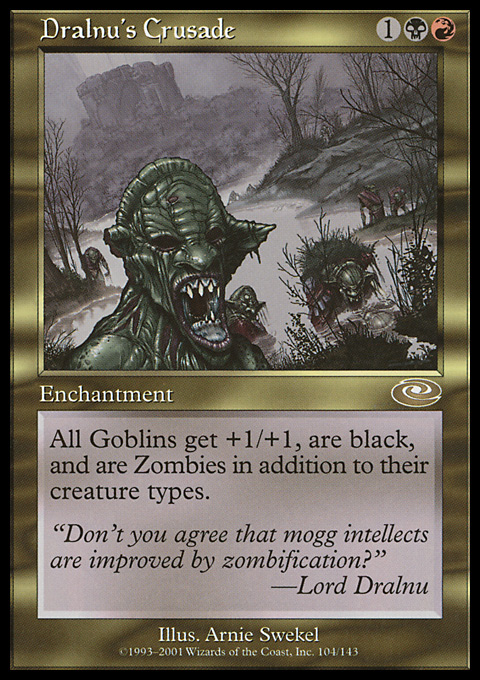 Dralnu's Crusade 1
Enchantment
All Goblins get +1/+1, are black,
and are Zombies in addition to their
creature types.
“Don’t you agree that mogg intellects
are improved by zombification?”
—Lord Dralnu
Illus. Arnie Swekel
©1993–2001 Wizards of the Coast, Inc. 104/143